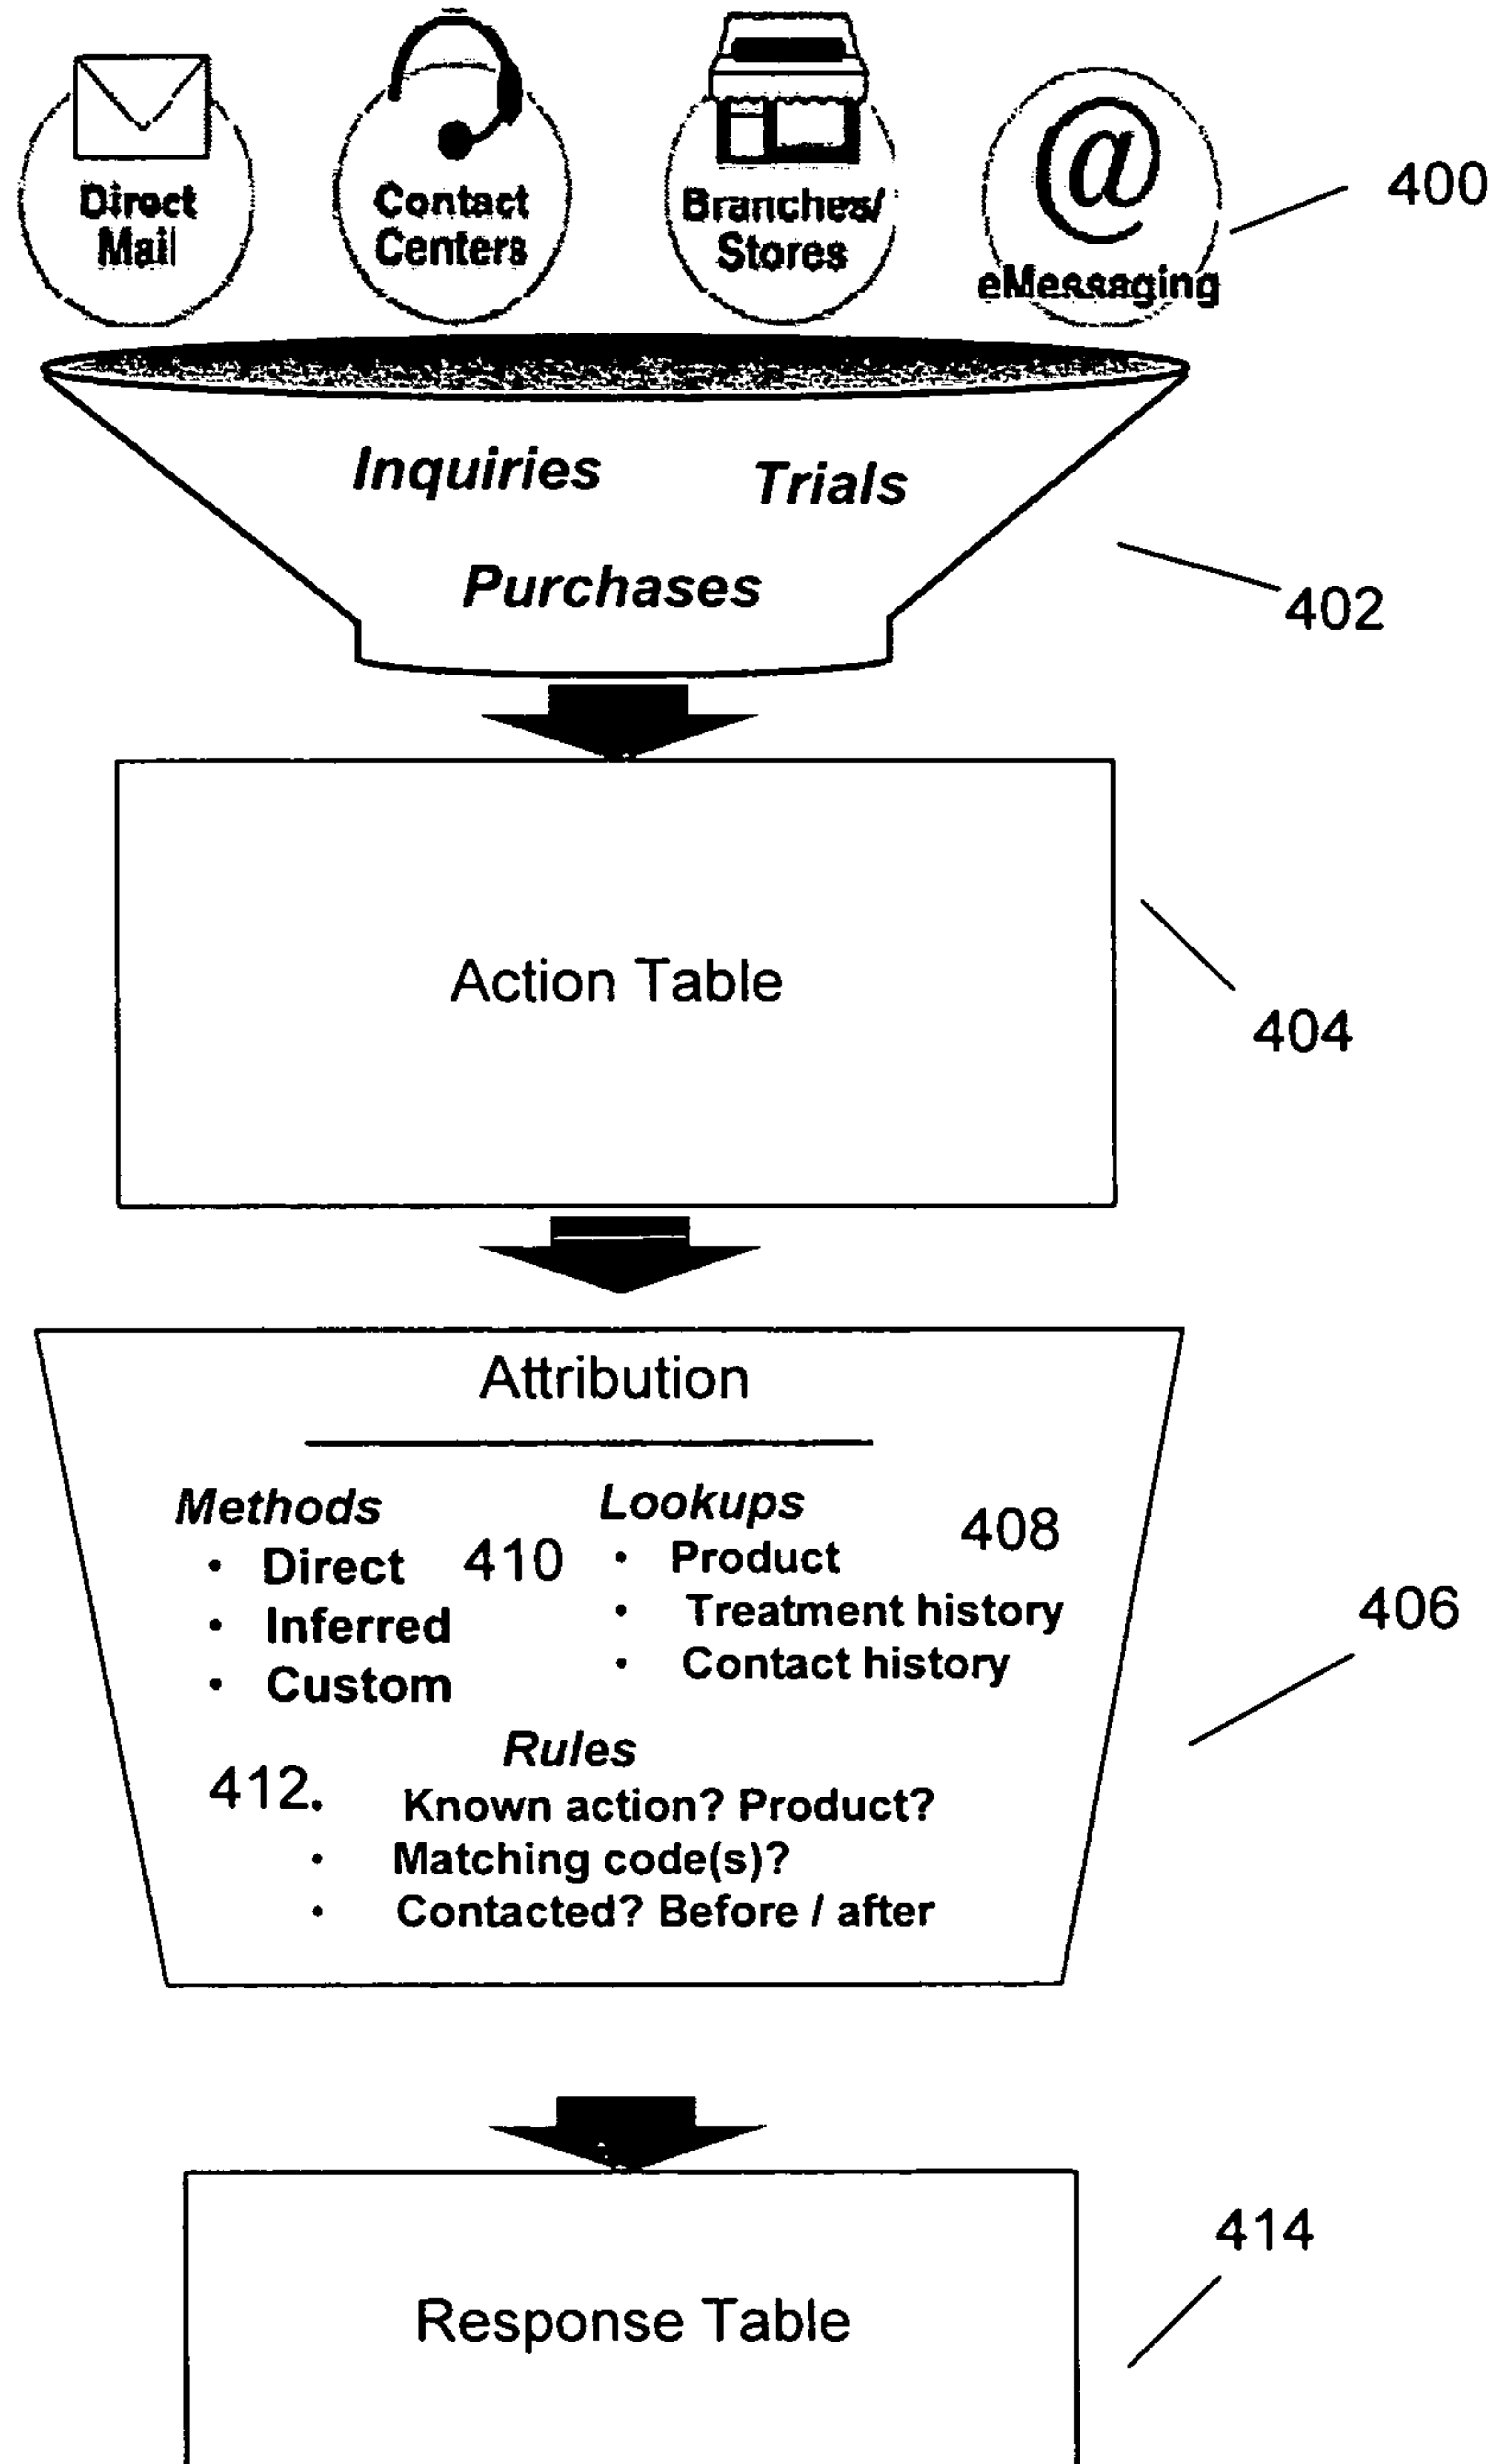 Direct
Mail
Contact
Centers
Branches/
Stores
@
eMessaging
400
Inquiries
Trials
Purchases
402
Action Table
404
Attribution
Methods
• Direct
• Inferred
• Custom
410
Lookups
• Product
• Treatment history
• Contact history
408
406
Rules
412
• Known action? Product?
• Matching code(s)?
• Contacted? Before / after
414
Response Table